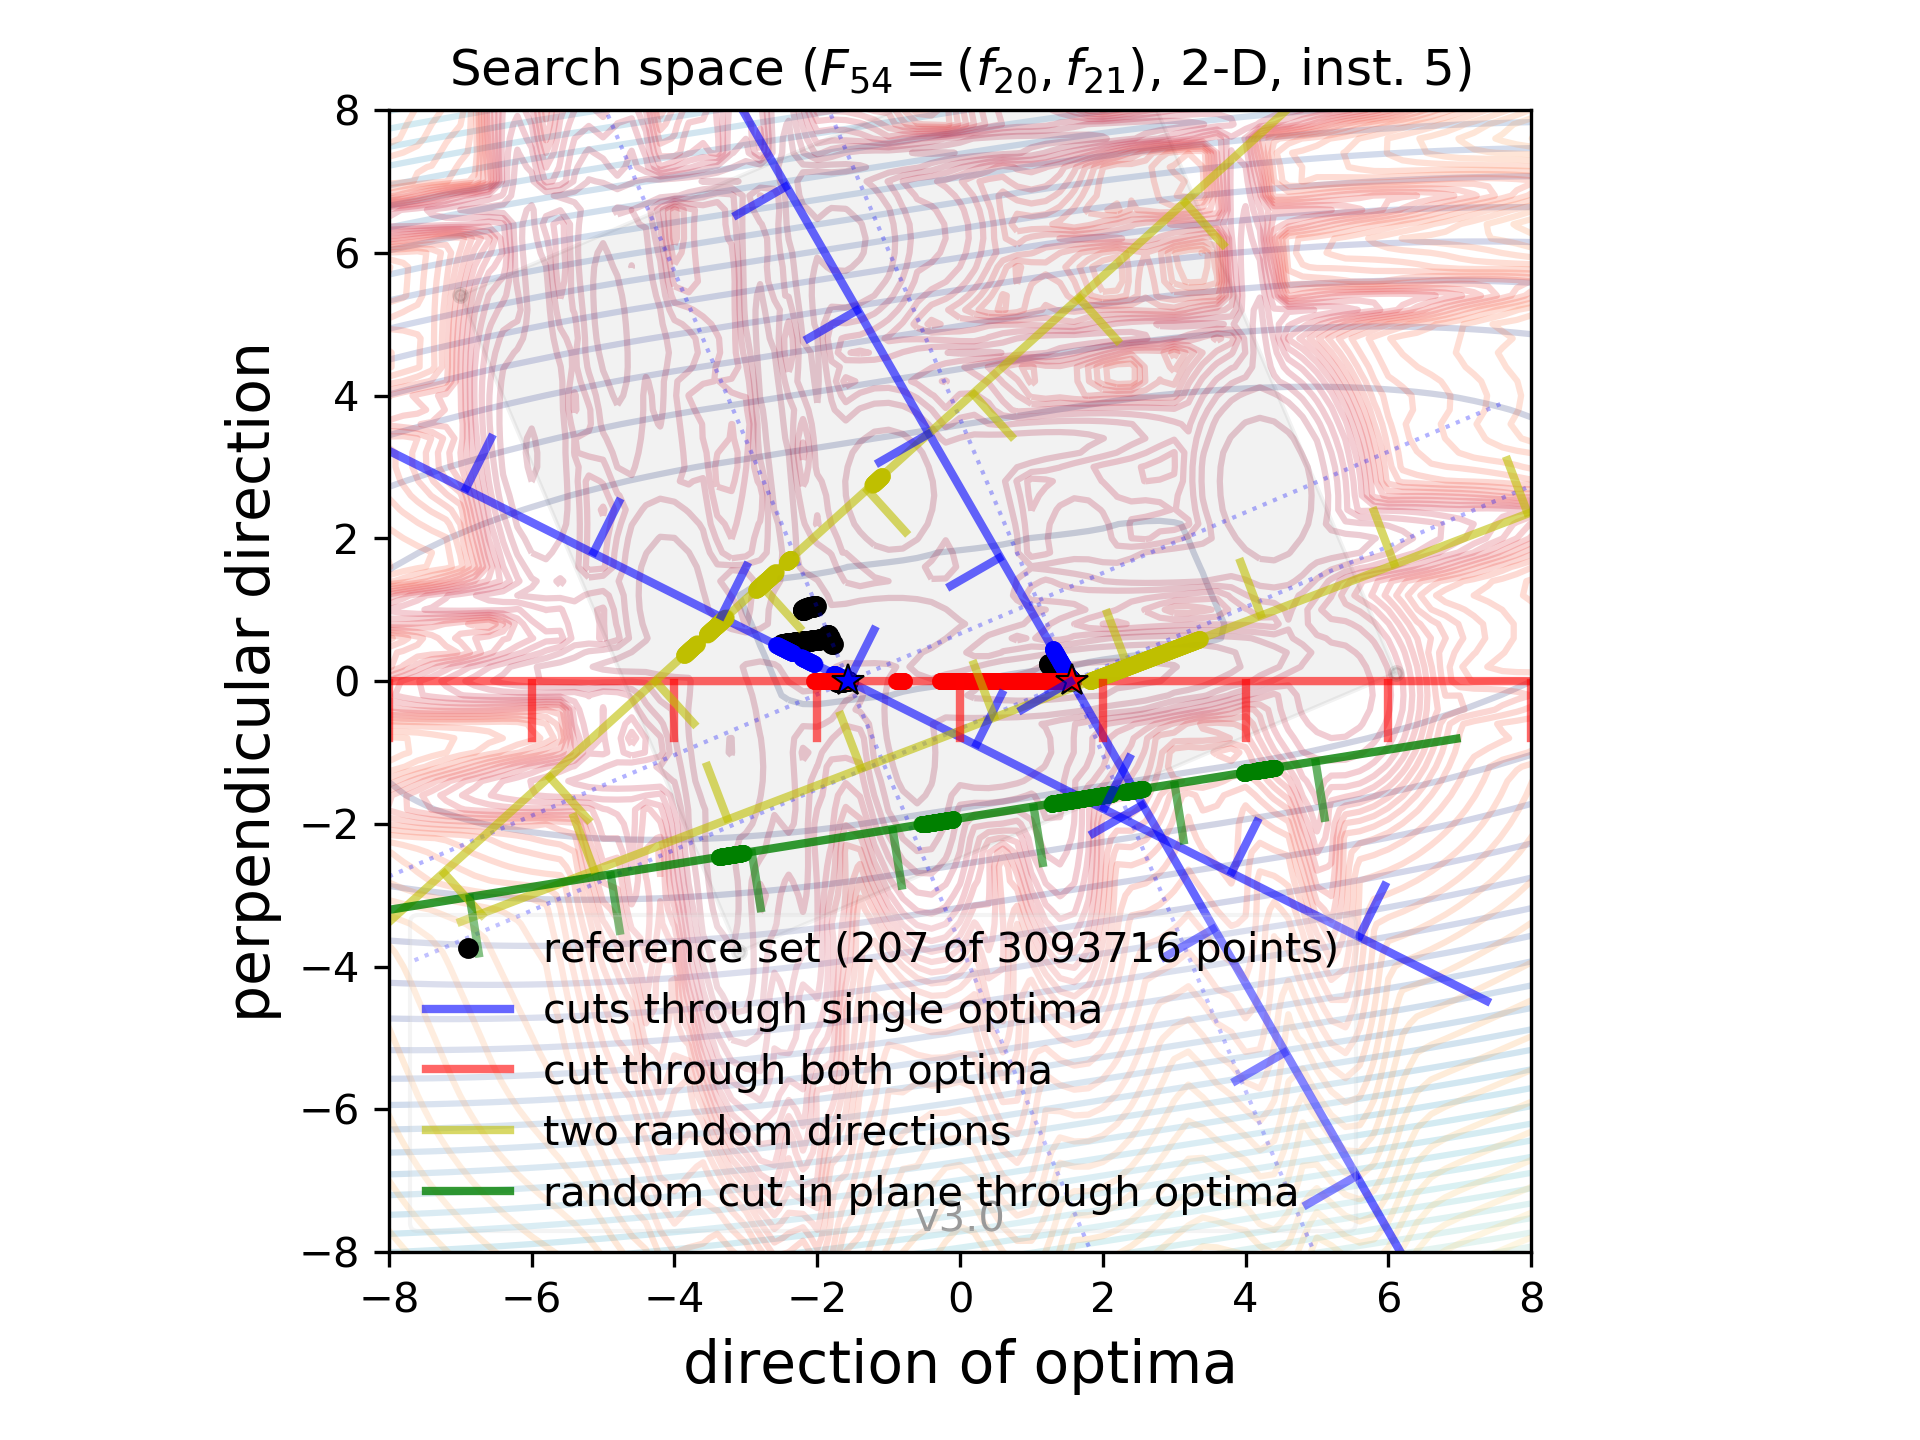 Search space (F54 = (f20, f21), 2-D, inst. 5)
8
6
4
2
0
−2
−4
−6
−8
perpendicular direction
reference set (207 of 3093716 points)
cuts through single optima
cut through both optima
two random directions
random cut in plane through optima
v3.0
−8 −6 −4 −2 0 2 4 6 8
direction of optima